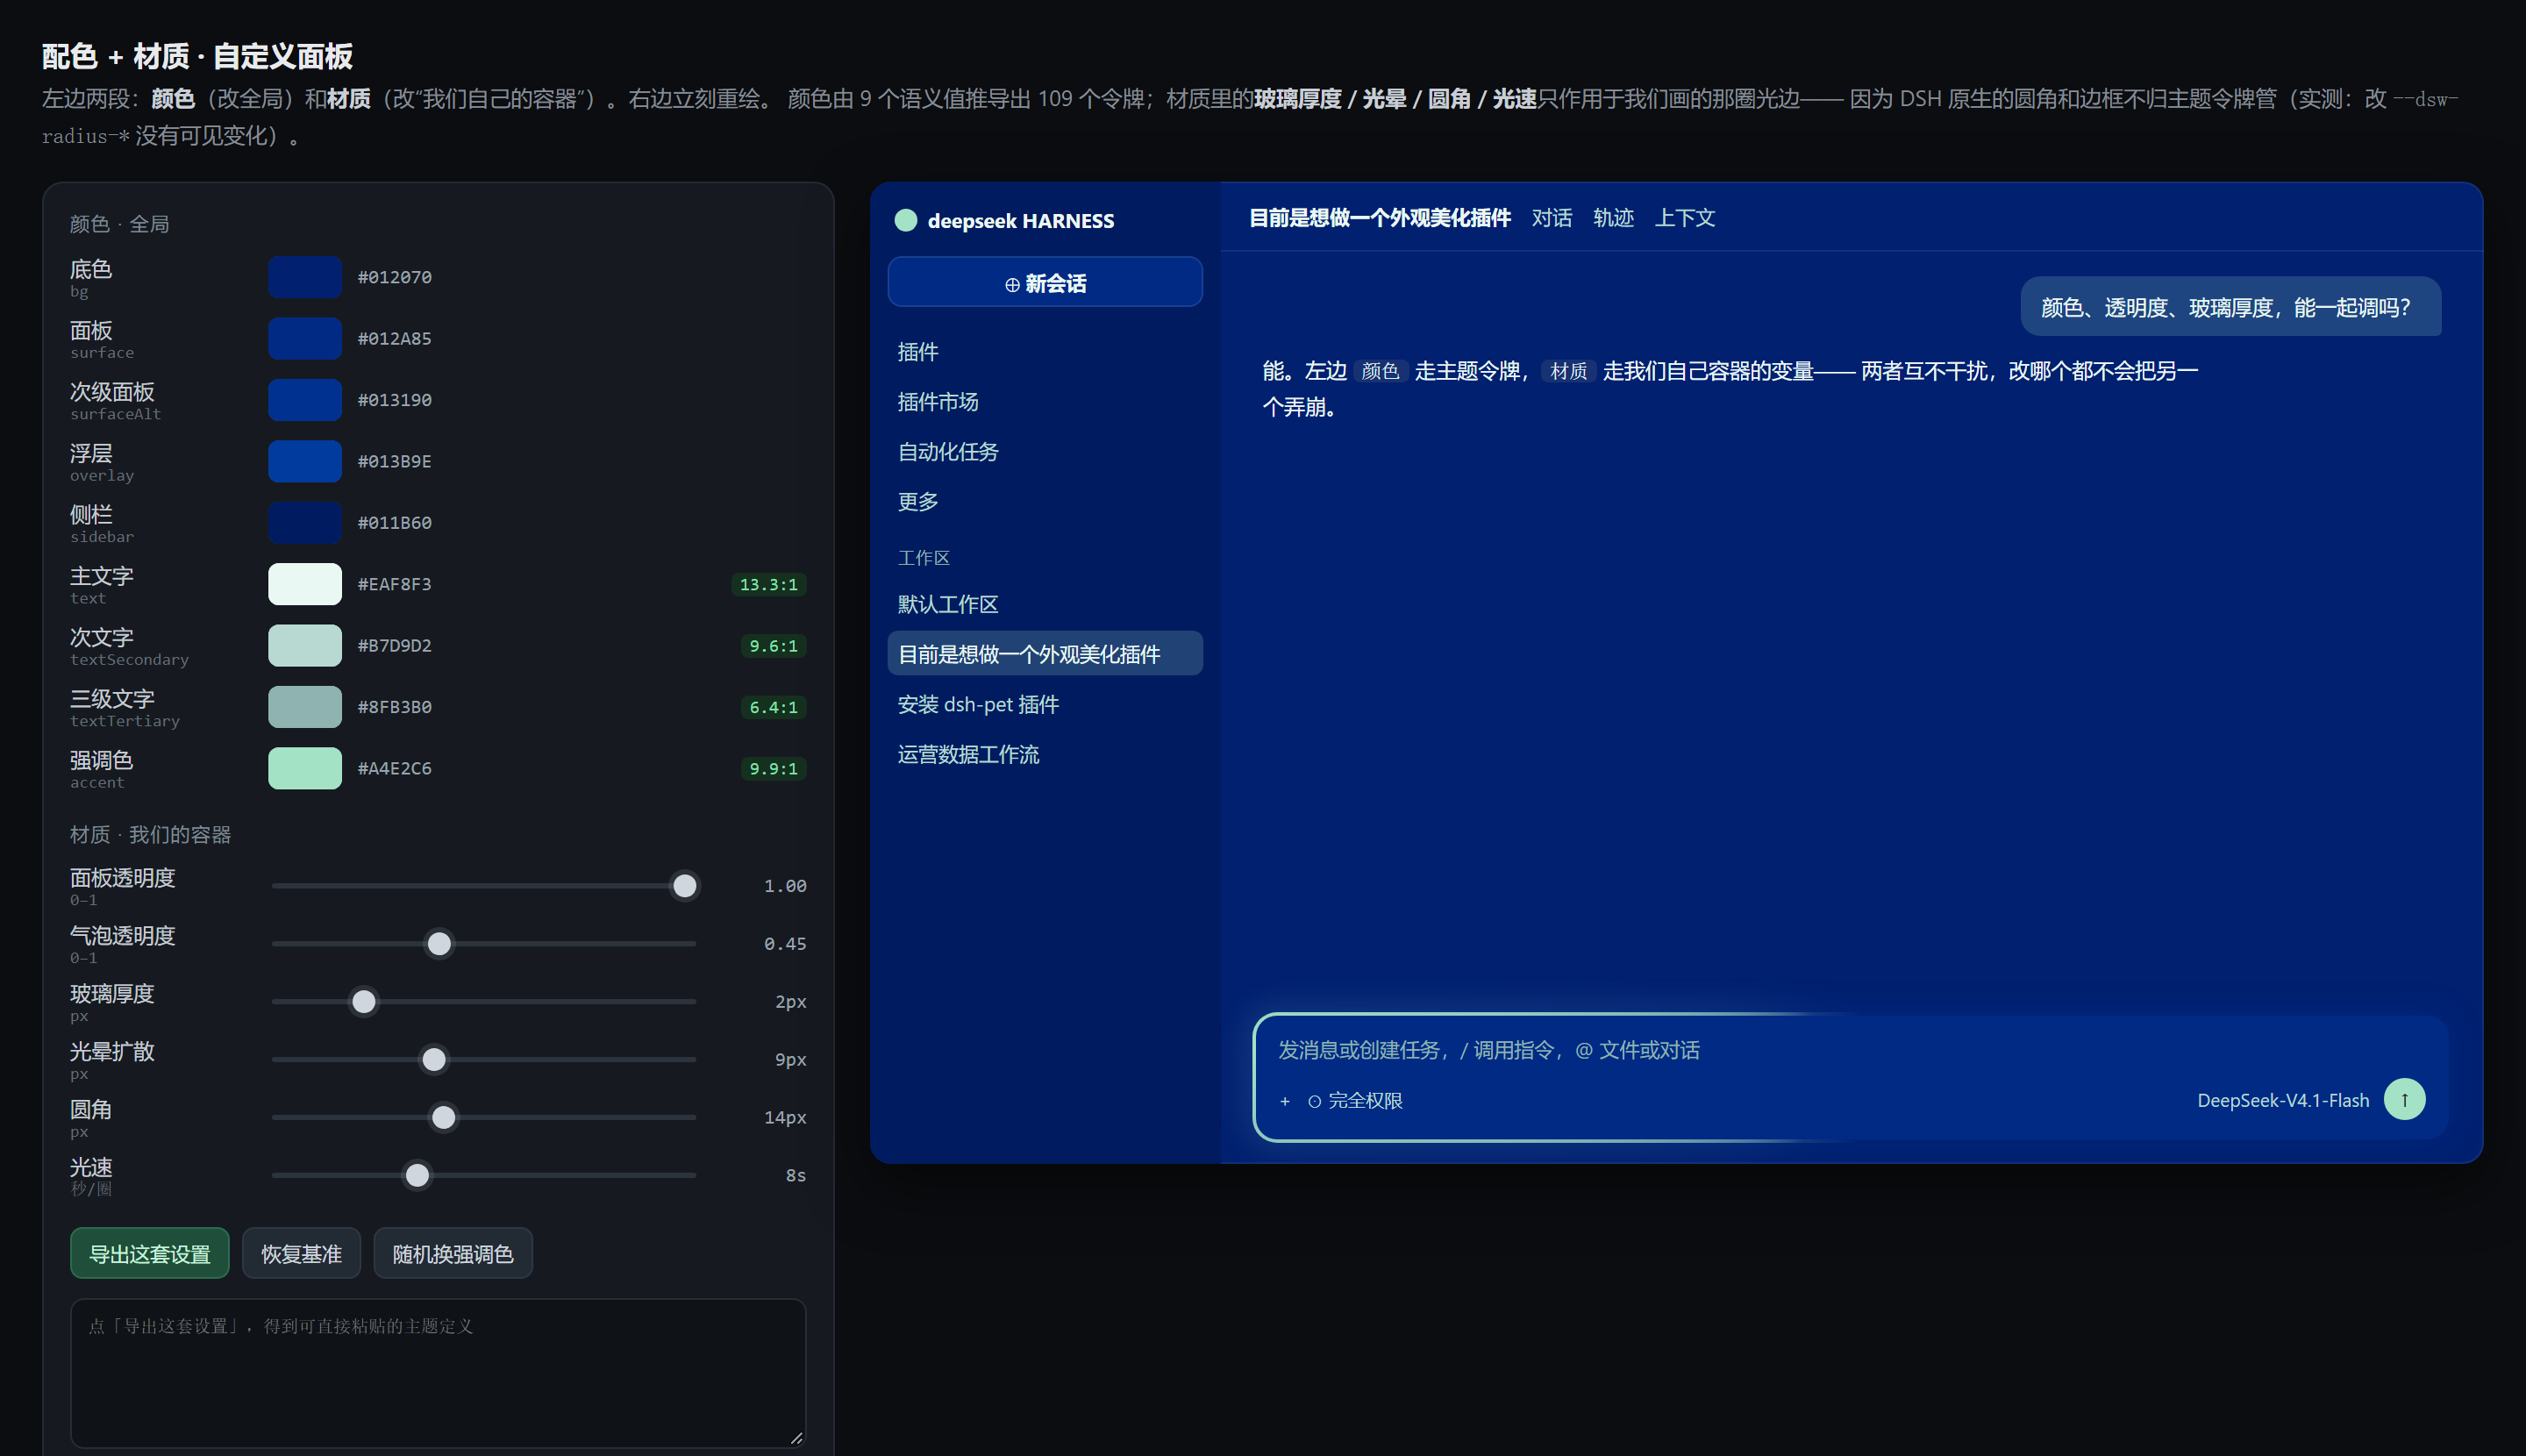 配色 + 材质 · 自定义面板
左边两段：颜色（改全局）和材质（改“我们自己的容器”）。右边立刻重绘。 颜色由 9 个语义值推导出 109 个令牌；材质里的玻璃厚度 / 光晕 / 圆角 / 光速只作用于我们画的那圈光边—— 因为 DSH 原生的圆角和边框不归主题令牌管（实测：改 --dsw-
radius-* 没有可见变化）。
颜色 · 全局
底色
bg
#012070
面板
surface
#012A85
次级面板
surfaceAlt
#013190
浮层
overlay
#013B9E
侧栏
sidebar
#011B60
主文字
text
#EAF8F3
13.3:1
次文字
textSecondary
#B7D9D2
9.6:1
三级文字
textTertiary
#8FB3B0
6.4:1
强调色
accent
#A4E2C6
9.9:1
材质 · 我们的容器
面板透明度
0–1
1.00
气泡透明度
0–1
0.45
玻璃厚度
px
2px
光晕扩散
px
9px
圆角
px
14px
光速
秒/圈
8s
导出这套设置
恢复基准
随机换强调色
点「导出这套设置」，得到可直接粘贴的主题定义
deepseek HARNESS
⊕ 新会话
插件
插件市场
自动化任务
更多
工作区
默认工作区
目前是想做一个外观美化插件
安装 dsh-pet 插件
运营数据工作流
目前是想做一个外观美化插件 对话 轨迹 上下文
颜色、透明度、玻璃厚度，能一起调吗？
能。左边 颜色 走主题令牌， 材质 走我们自己容器的变量—— 两者互不干扰，改哪个都不会把另一
个弄崩。
发消息或创建任务，/ 调用指令，@ 文件或对话
+ ⊙ 完全权限
DeepSeek-V4.1-Flash ↑